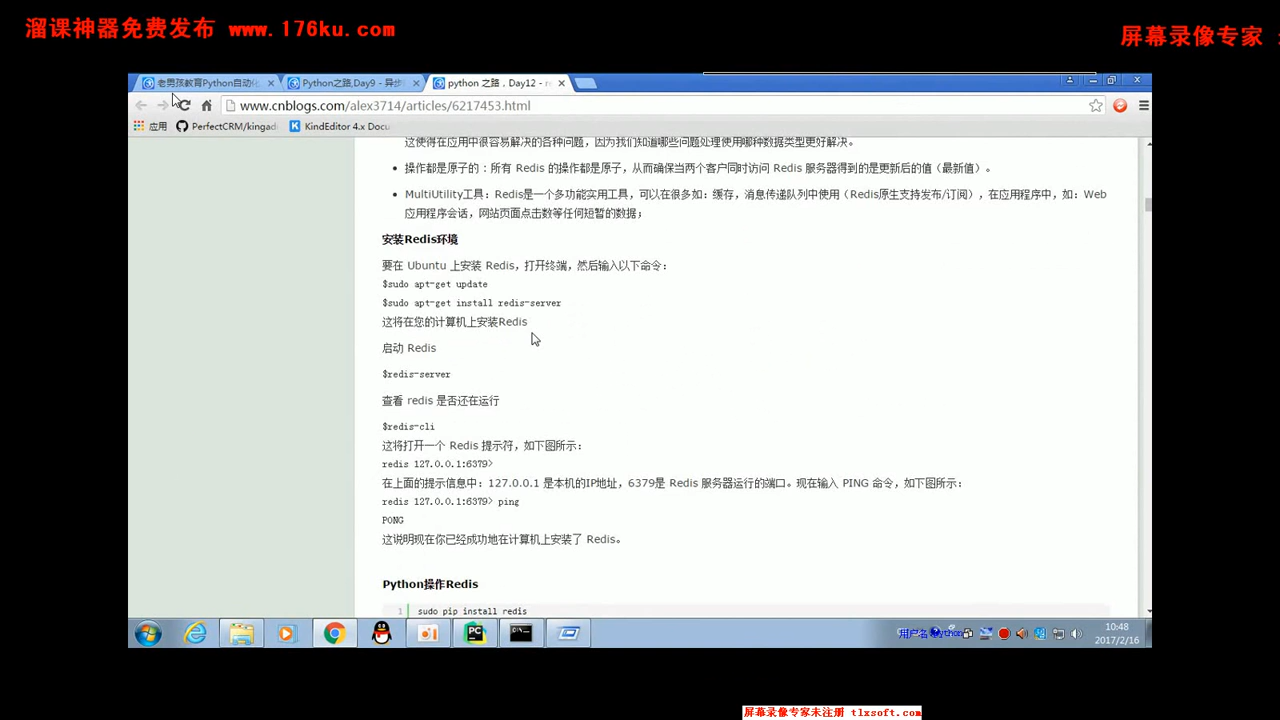 溜课神器免费发布 www.176ku.com
屏幕录像专家
老男孩教育Python自动化
Python之路,Day9 - 异步
python 之路，Day12 - re
www.cnblogs.com/alex3714/articles/6217453.html
应用
PerfectCRM/kingad
KindEditor 4.x Docu
这使得在应用中很容易解决的各种问题，因为我们知道哪些问题处理使用哪种数据类型更好解决。
操作都是原子的：所有 Redis 的操作都是原子，从而确保当两个客户同时访问 Redis 服务器得到的是更新后的值（最新值）。
MultiUtility工具：Redis是一个多功能实用工具，可以在很多如：缓存，消息传递队列中使用（Redis原生支持发布/订阅），在应用程序中，如：Web
应用程序会话，网站页面点击数等任何短暂的数据；
安装Redis环境
要在 Ubuntu 上安装 Redis，打开终端，然后输入以下命令：
$sudo apt-get update
$sudo apt-get install redis-server
这将在您的计算机上安装Redis
启动 Redis
$redis-server
查看 redis 是否还在运行
$redis-cli
这将打开一个 Redis 提示符，如下图所示：
redis 127.0.0.1:6379>
在上面的提示信息中：127.0.0.1 是本机的IP地址，6379是 Redis 服务器运行的端口。现在输入 PING 命令，如下图所示：
redis 127.0.0.1:6379> ping
PONG
这说明现在你已经成功地在计算机上安装了 Redis。
Python操作Redis
1 sudo pip install redis
用户名
10:48
2017/2/16
屏幕录像专家未注册 tlxsoft.com